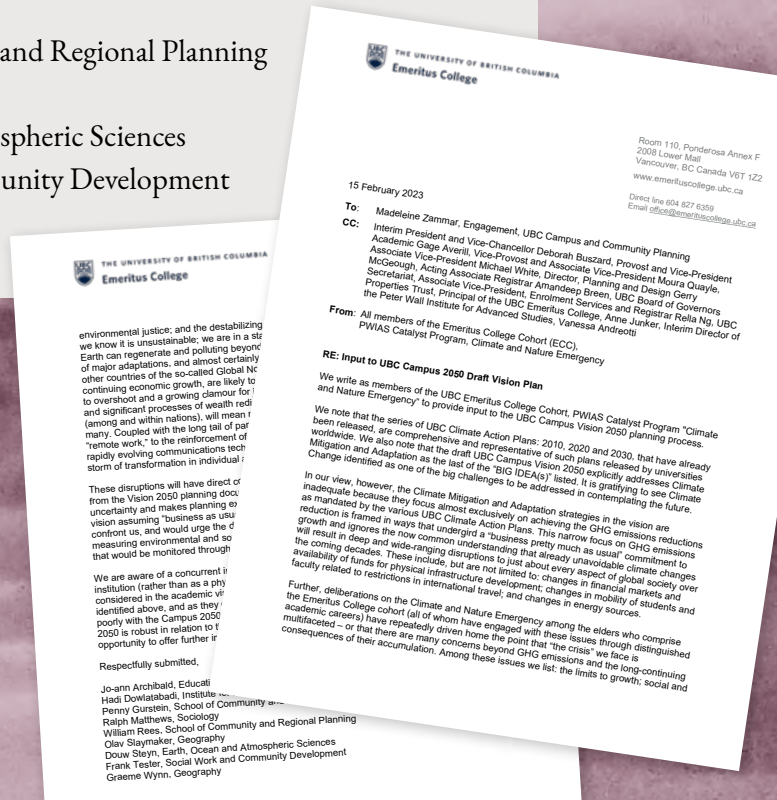 and Regional Planning
spheric Sciences
unity Development
THE UNIVERSITY OF BRITISH COLUMBIA
Emeritus College
Room 110, Ponderosa Annex F
2008 Lower Mall
Vancouver, BC Canada V6T 1Z2
www.emerituscollege.ubc.ca
Direct line 604 827 6359
Email office@emerituscollege.ubc.ca
15 February 2023
To: Madeleine Zammar, Engagement, UBC Campus and Community Planning
CC: Interim President and Vice-Chancellor Deborah Buszard, Provost and Vice-President
Academic Gage Averill, Vice-Provost and Associate Vice-President Moura Quayle,
Associate Vice-President Michael White, Director, Planning and Design Gerry
McGeough, Acting Associate Registrar Amandeep Breen, UBC Board of Governors
Secretariat, Associate Vice-President, Enrolment Services and Registrar Rella Ng, UBC
Properties Trust, Principal of the UBC Emeritus College, Anne Junker, Interim Director of
the Peter Wall Institute for Advanced Studies, Vanessa Andreotti
From: All members of the Emeritus College Cohort (ECC),
PWIAS Catalyst Program, Climate and Nature Emergency
RE: Input to UBC Campus 2050 Draft Vision Plan
We write as members of the UBC Emeritus College Cohort, PWIAS Catalyst Program "Climate
and Nature Emergency" to provide input to the UBC Campus Vision 2050 planning process.
We note that the series of UBC Climate Action Plans: 2010, 2020 and 2030, that have already
been released, are comprehensive and representative of such plans released by universities
worldwide. We also note that the draft UBC Campus Vision 2050 explicitly addresses Climate
Mitigation and Adaptation as the last of the "BIG IDEA(s)" listed. It is gratifying to see Climate
Change identified as one of the big challenges to be addressed in contemplating the future.
In our view, however, the Climate Mitigation and Adaptation strategies in the vision are
inadequate because they focus almost exclusively on achieving the GHG emissions reductions
as mandated by the various UBC Climate Action Plans. This narrow focus on GHG emissions
reduction is framed in ways that undergird a "business pretty much as usual" commitment to
growth and ignores the now common understanding that already unavoidable climate changes
will result in deep and wide-ranging disruptions to just about every aspect of global society over
the coming decades. These include, but are not limited to: changes in financial markets and
availability of funds for physical infrastructure development; changes in mobility of students and
faculty related to restrictions in international travel; and changes in energy sources.
Further, deliberations on the Climate and Nature Emergency among the elders who comprise
the Emeritus College cohort (all of whom have engaged with these issues through distinguished
academic careers) have repeatedly driven home the point that "the crisis" we face is
multifaceted – or that there are many concerns beyond GHG emissions and the long-continuing
consequences of their accumulation. Among these issues we list: the limits to growth; social and
THE UNIVERSITY OF BRITISH COLUMBIA
Emeritus College
environmental justice; and the destabilizing
we know it is unsustainable; we are in a sta
Earth can regenerate and polluting beyond
of major adaptations, and almost certainly
other countries of the so-called Global No
continuing economic growth, are likely to
to overshoot and a growing clamour for
and significant processes of wealth redi
(among and within nations), will mean
many. Coupled with the long tail of par
"remote work," to the reinforcement of
rapidly evolving communications tech
storm of transformation in individual a
These disruptions will have direct co
from the Vision 2050 planning docu
uncertainty and makes planning ex
vision assuming "business as usu
confront us, and would urge the d
measuring environmental and so
that would be monitored through
We are aware of a concurrent i
institution (rather than as a phy
considered in the academic vi
identified above, and as they
poorly with the Campus 2050
2050 is robust in relation to t
opportunity to offer further in
Respectfully submitted,
Jo-ann Archibald, Educati
Hadi Dowlatabadi, Institute
Penny Gurstein, School of Community an
Ralph Matthews, Sociology
William Rees, School of Community and Regional Planning
Olav Slaymaker, Geography
Douw Steyn, Earth, Ocean and Atmospheric Sciences
Frank Tester, Social Work and Community Development
Graeme Wynn, Geography